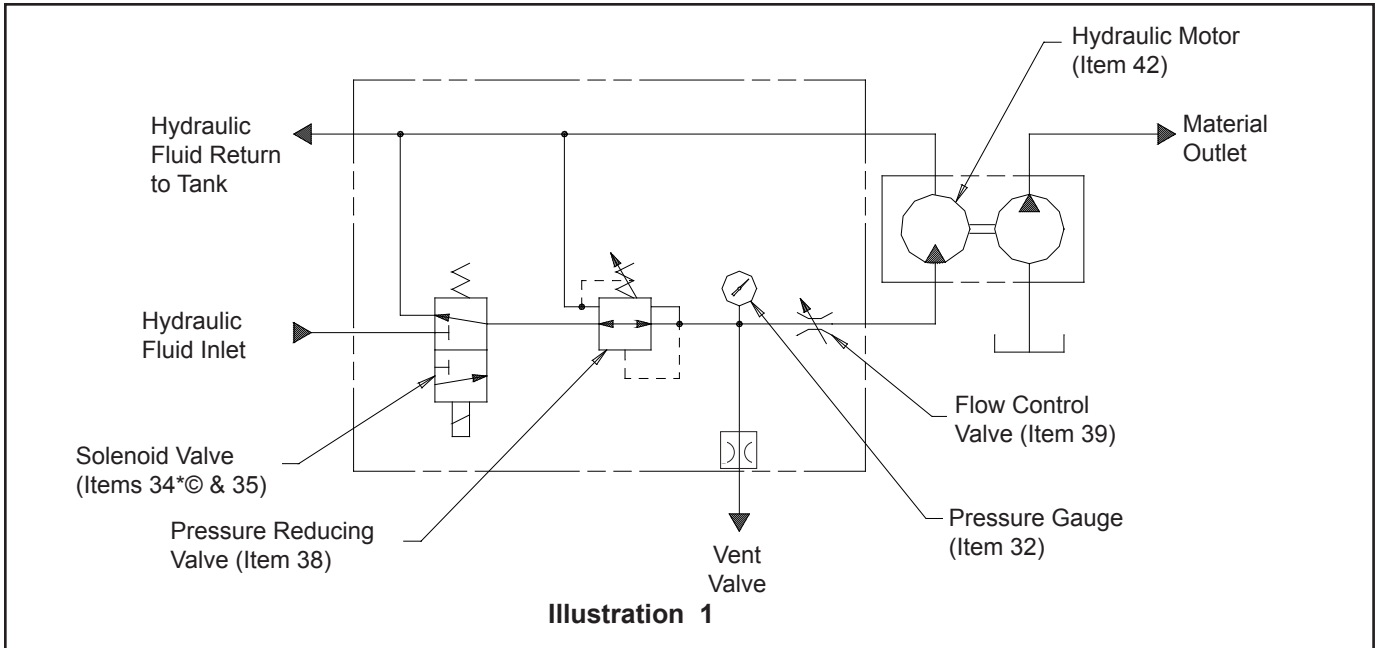 Hydraulic Motor
(Item 42)
Hydraulic
Fluid Return
to Tank
Material
Outlet
Hydraulic
Fluid Inlet
Flow Control
Valve (Item 39)
Solenoid Valve
(Items 34*© & 35)
Pressure Reducing
Valve (Item 38)
Pressure Gauge
(Item 32)
Vent
Valve
Illustration 1